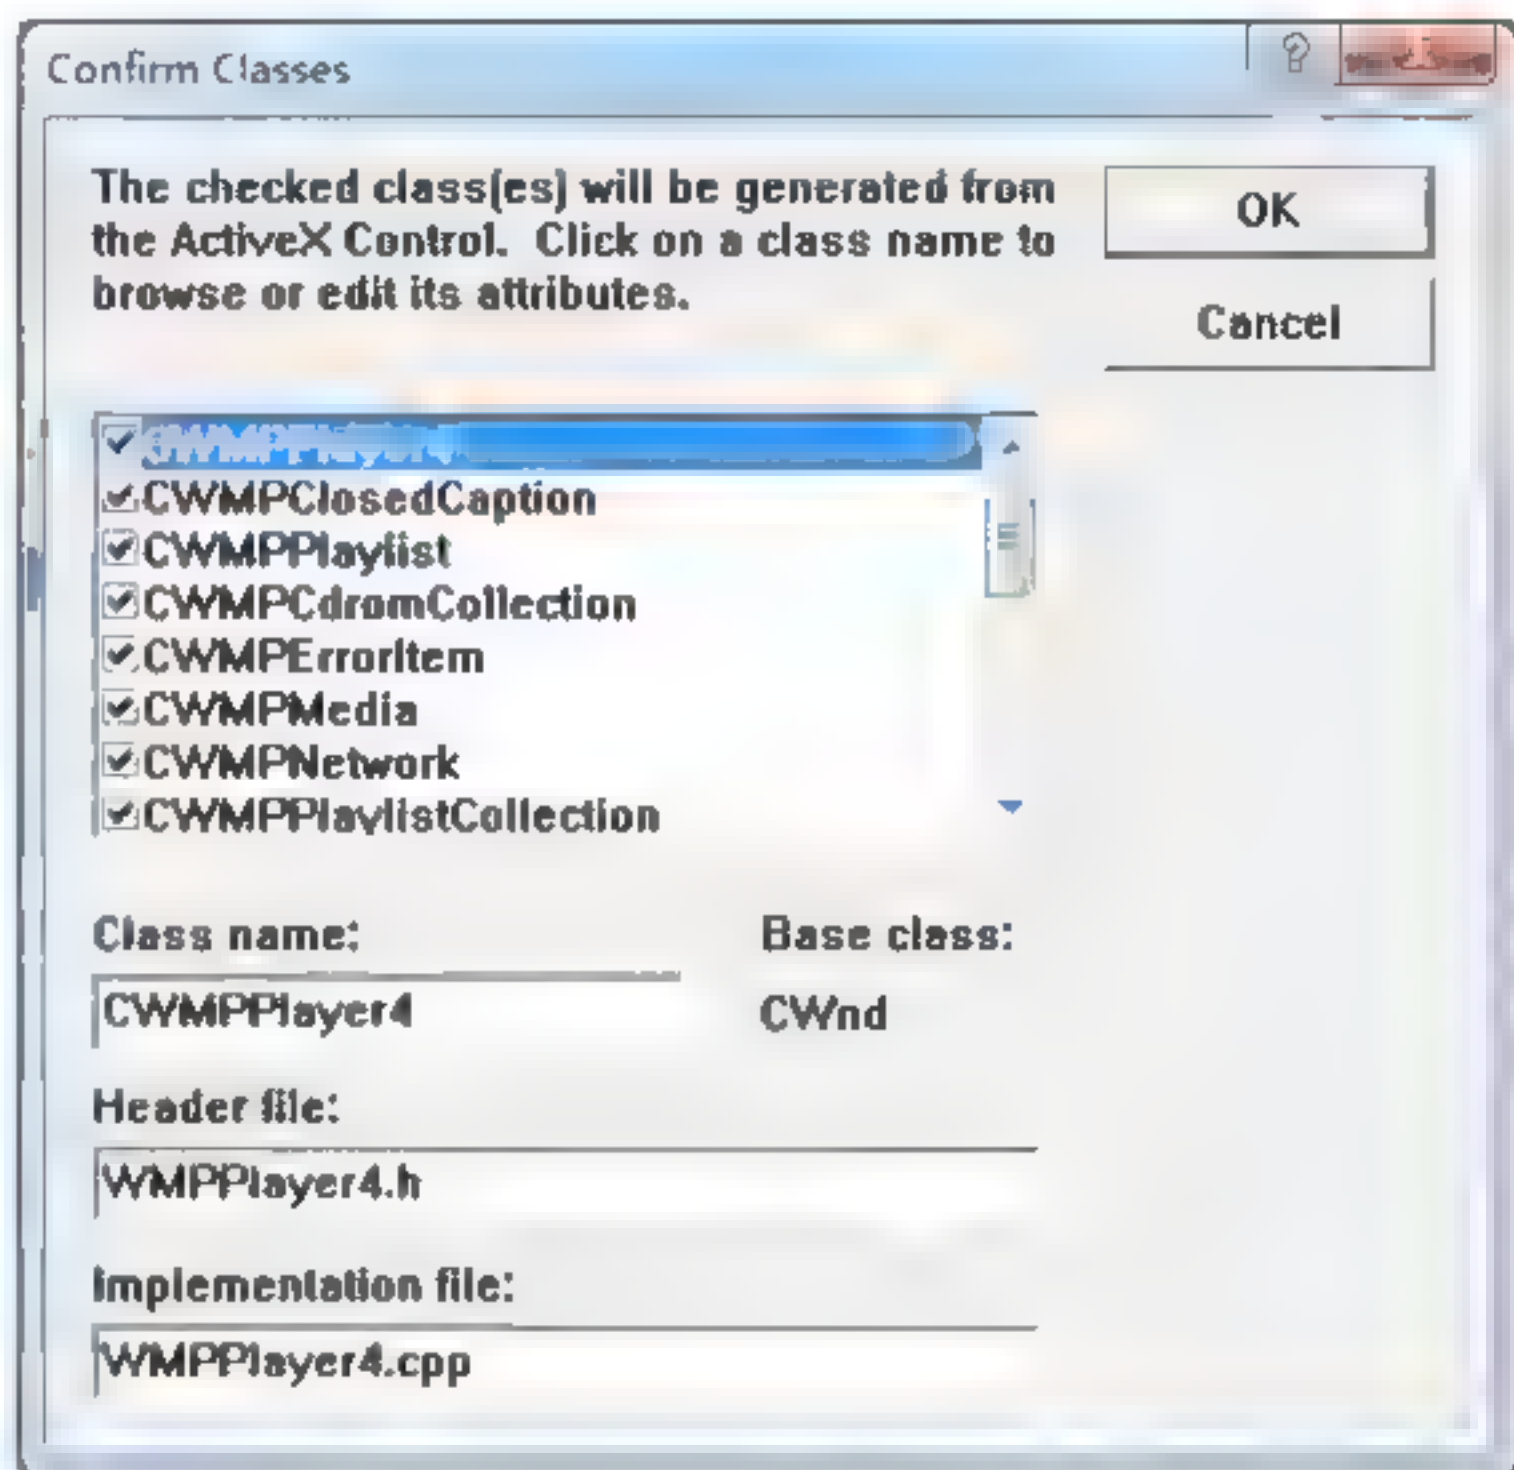 Confirm Classes
The checked class(es) will be generated from
the ActiveX Control. Click on a class name to
browse or edit its attributes.
OK
Cancel
CWMPPlayer4
CWMPClosedCaption
CWMPPlaylist
CWMPCdromCollection
CWMPErrorItem
CWMPMedia
CWMPNetwork
CWMPPlaylistCollection
Class name:
Base class:
CWMPPlayer4
CWnd
Header file:
WMPPlayer4.h
Implementation file:
WMPPlayer4.cpp